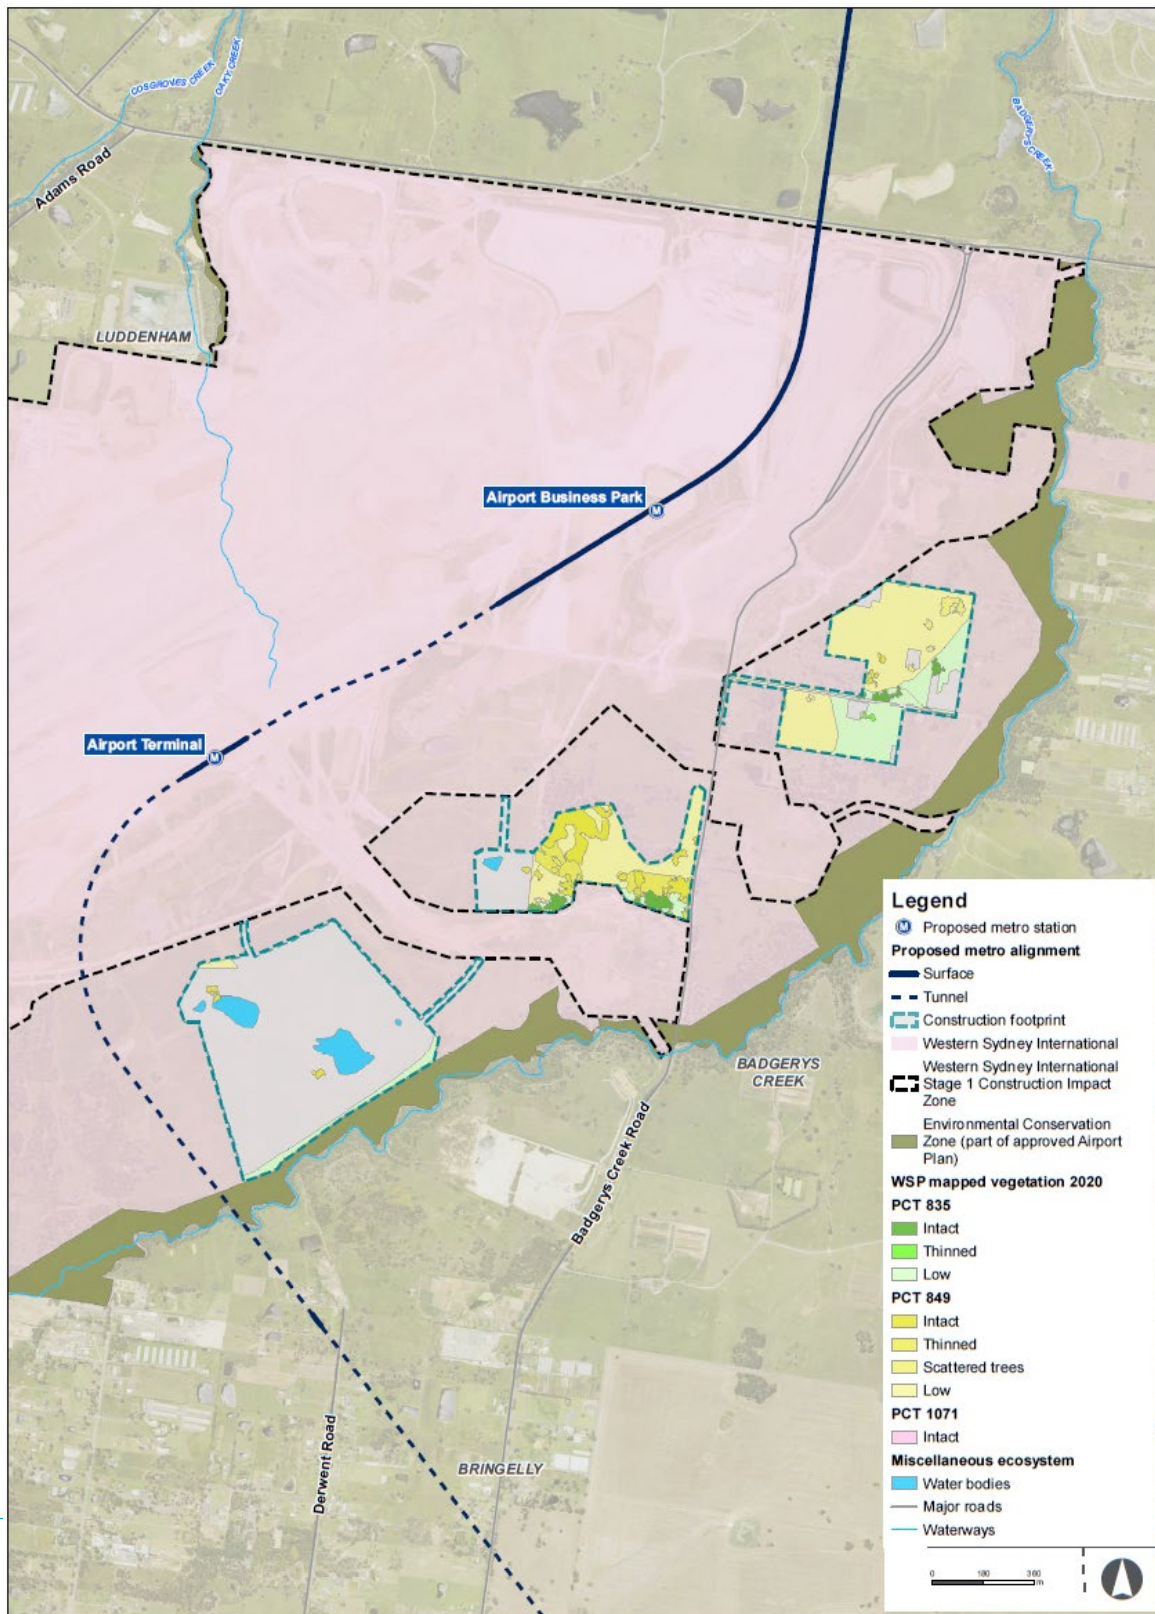 COSGROVES CREEK
OAKY CREEK
BADGERYS CREEK
Adams Road
LUDDENHAM
Airport Business Park
M
Airport Terminal
M
BADGERYS
CREEK
Badgerys Creek Road
Derwent Road
BRINGELLY
Legend
M Proposed metro station
Proposed metro alignment
Surface
Tunnel
Construction footprint
Western Sydney International
Western Sydney International
Stage 1 Construction Impact
Zone
Environmental Conservation
Zone (part of approved Airport
Plan)
WSP mapped vegetation 2020
PCT 835
Intact
Thinned
Low
PCT 849
Intact
Thinned
Scattered trees
Low
PCT 1071
Intact
Miscellaneous ecosystem
Water bodies
Major roads
Waterways
0 180 360
m